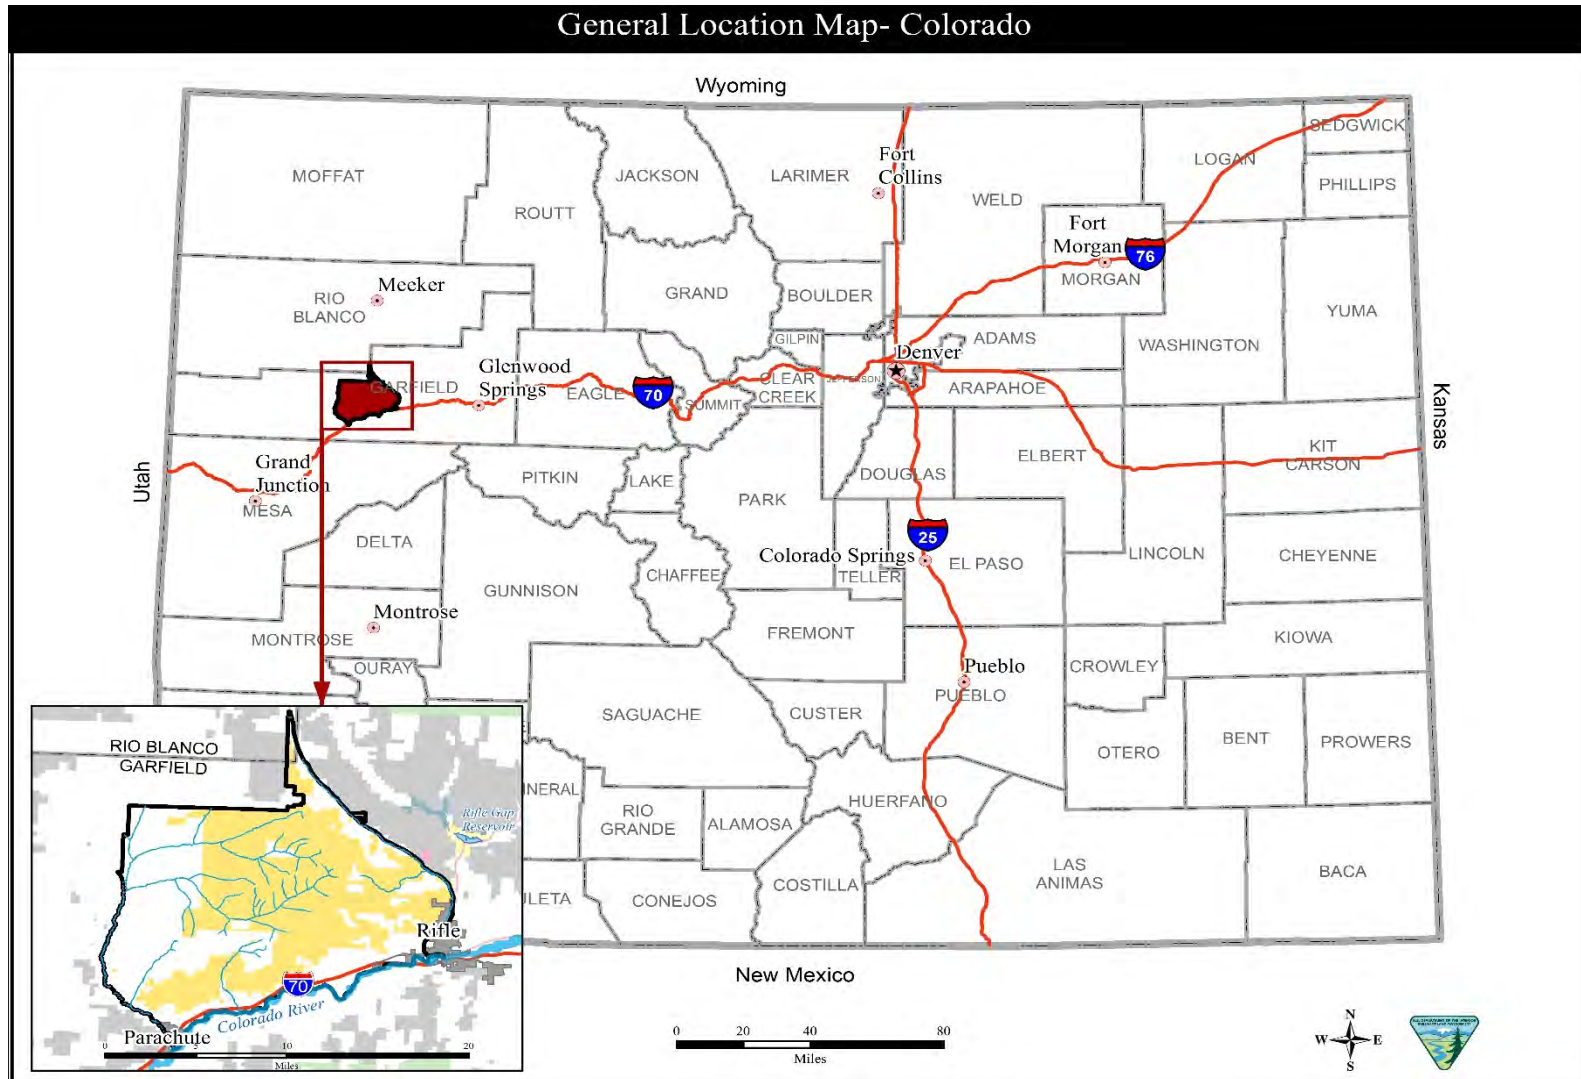 General Location Map- Colorado
Wyoming
MOFFAT
JACKSON
LARIMER
Fort
Collins
ROUTT
WELD
LOGAN
SEDGWICK
PHILLIPS
Fort
Morgan
76
MORGAN
RIO
BLANCO
Meeker
GRAND
BOULDER
YUMA
GILPIN
ADAMS
WASHINGTON
Denver
GARFIELD
Glenwood
Springs
EAGLE
70
SUMMIT
CLEAR
CREEK
JEFFERSON
ARAPAHOE
Kansas
Utah
Grand
Junction
MESA
PITKIN
LAKE
PARK
DOUGLAS
ELBERT
KIT
CARSON
DELTA
GUNNISON
CHAFFEE
25
Colorado Springs
TELLER
EL PASO
LINCOLN
CHEYENNE
Montrose
MONTROSE
OURAY
FREMONT
KIOWA
CROWLEY
Pueblo
PUEBLO
SAGUACHE
CUSTER
OTERO
BENT
PROWERS
INERAL
RIO
GRANDE
ALAMOSA
HUERFANO
LAS
ANIMAS
BACA
COSTILLA
CONEJOS
ULETA
New Mexico
RIO BLANCO
GARFIELD
Rifle Gap
Reservoir
Rifle
70
Colorado River
Parachute
0 5 10 20
Miles
0 20 40 80
Miles
N
W E
S